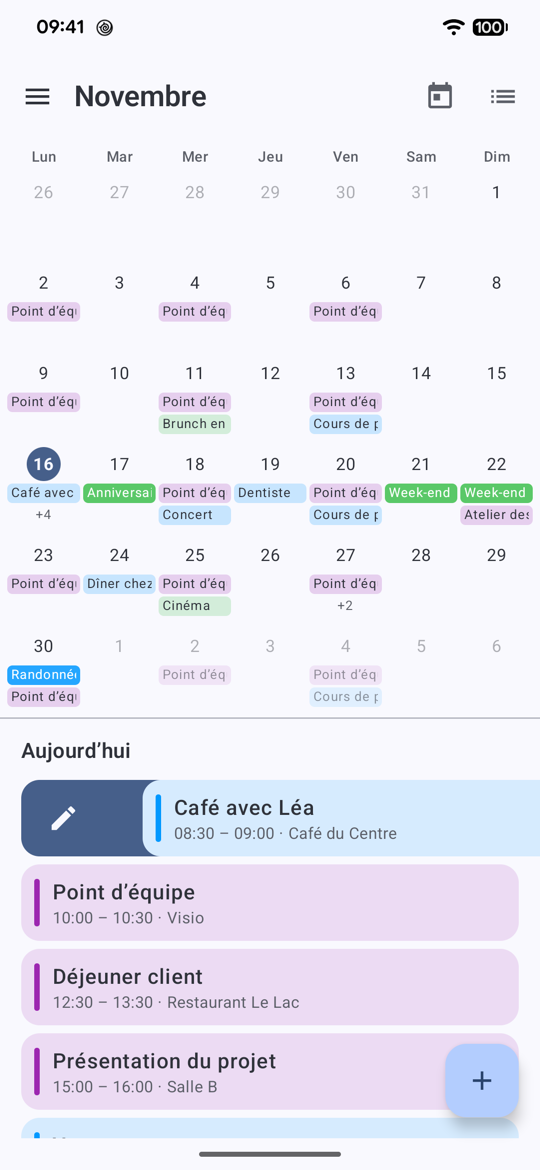 09:41 100
Novembre
Lun Mar Mer Jeu Ven Sam Dim
26 27 28 29 30 31 1
2 3 4 5 6 7 8
Point d’équ Point d’éq Point d’éq
9 10 11 12 13 14 15
Point d’équ Point d’éq Point d’éq
Brunch en Cours de p
16 17 18 19 20 21 22
Café avec Anniversai Point d’éq Dentiste Point d’éq Week-end Week-end
+4 Concert Cours de p Atelier des
23 24 25 26 27 28 29
Point d’équ Dîner chez Point d’éq Point d’éq
Cinéma +2
30 1 2 3 4 5 6
Randonnée Point d’éq Point d’éq
Point d’équ Cours de p
Aujourd’hui
Café avec Léa
08:30 – 09:00 · Café du Centre
Point d’équipe
10:00 – 10:30 · Visio
Déjeuner client
12:30 – 13:30 · Restaurant Le Lac
Présentation du projet
15:00 – 16:00 · Salle B